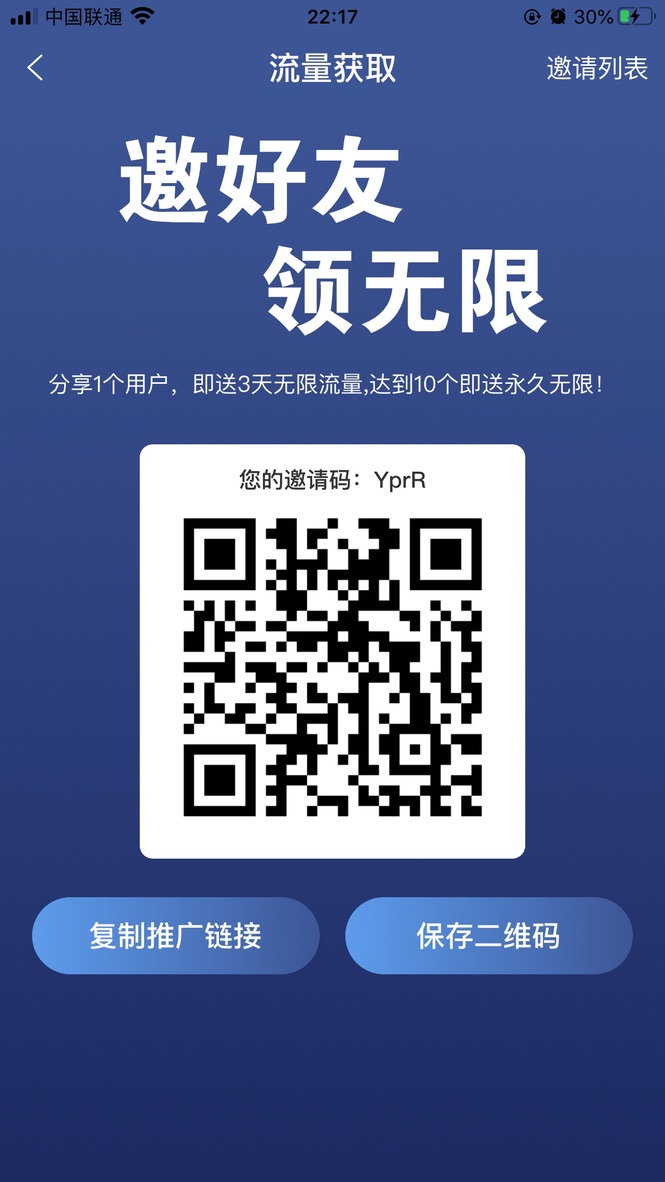 中国联通 22:17 30%
流量获取 邀请列表
邀好友
领无限
分享1个用户，即送3天无限流量,达到10个即送永久无限！
您的邀请码：YprR
复制推广链接 保存二维码